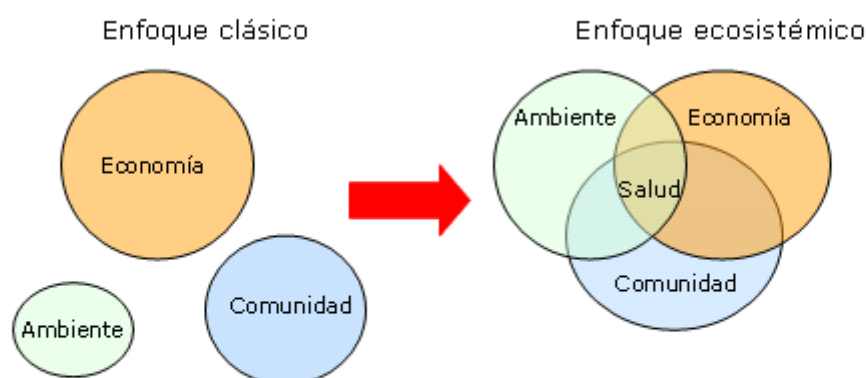 Enfoque clásico
Economía
Comunidad
Ambiente
Enfoque ecosistémico
Ambiente
Economía
Salud
Comunidad